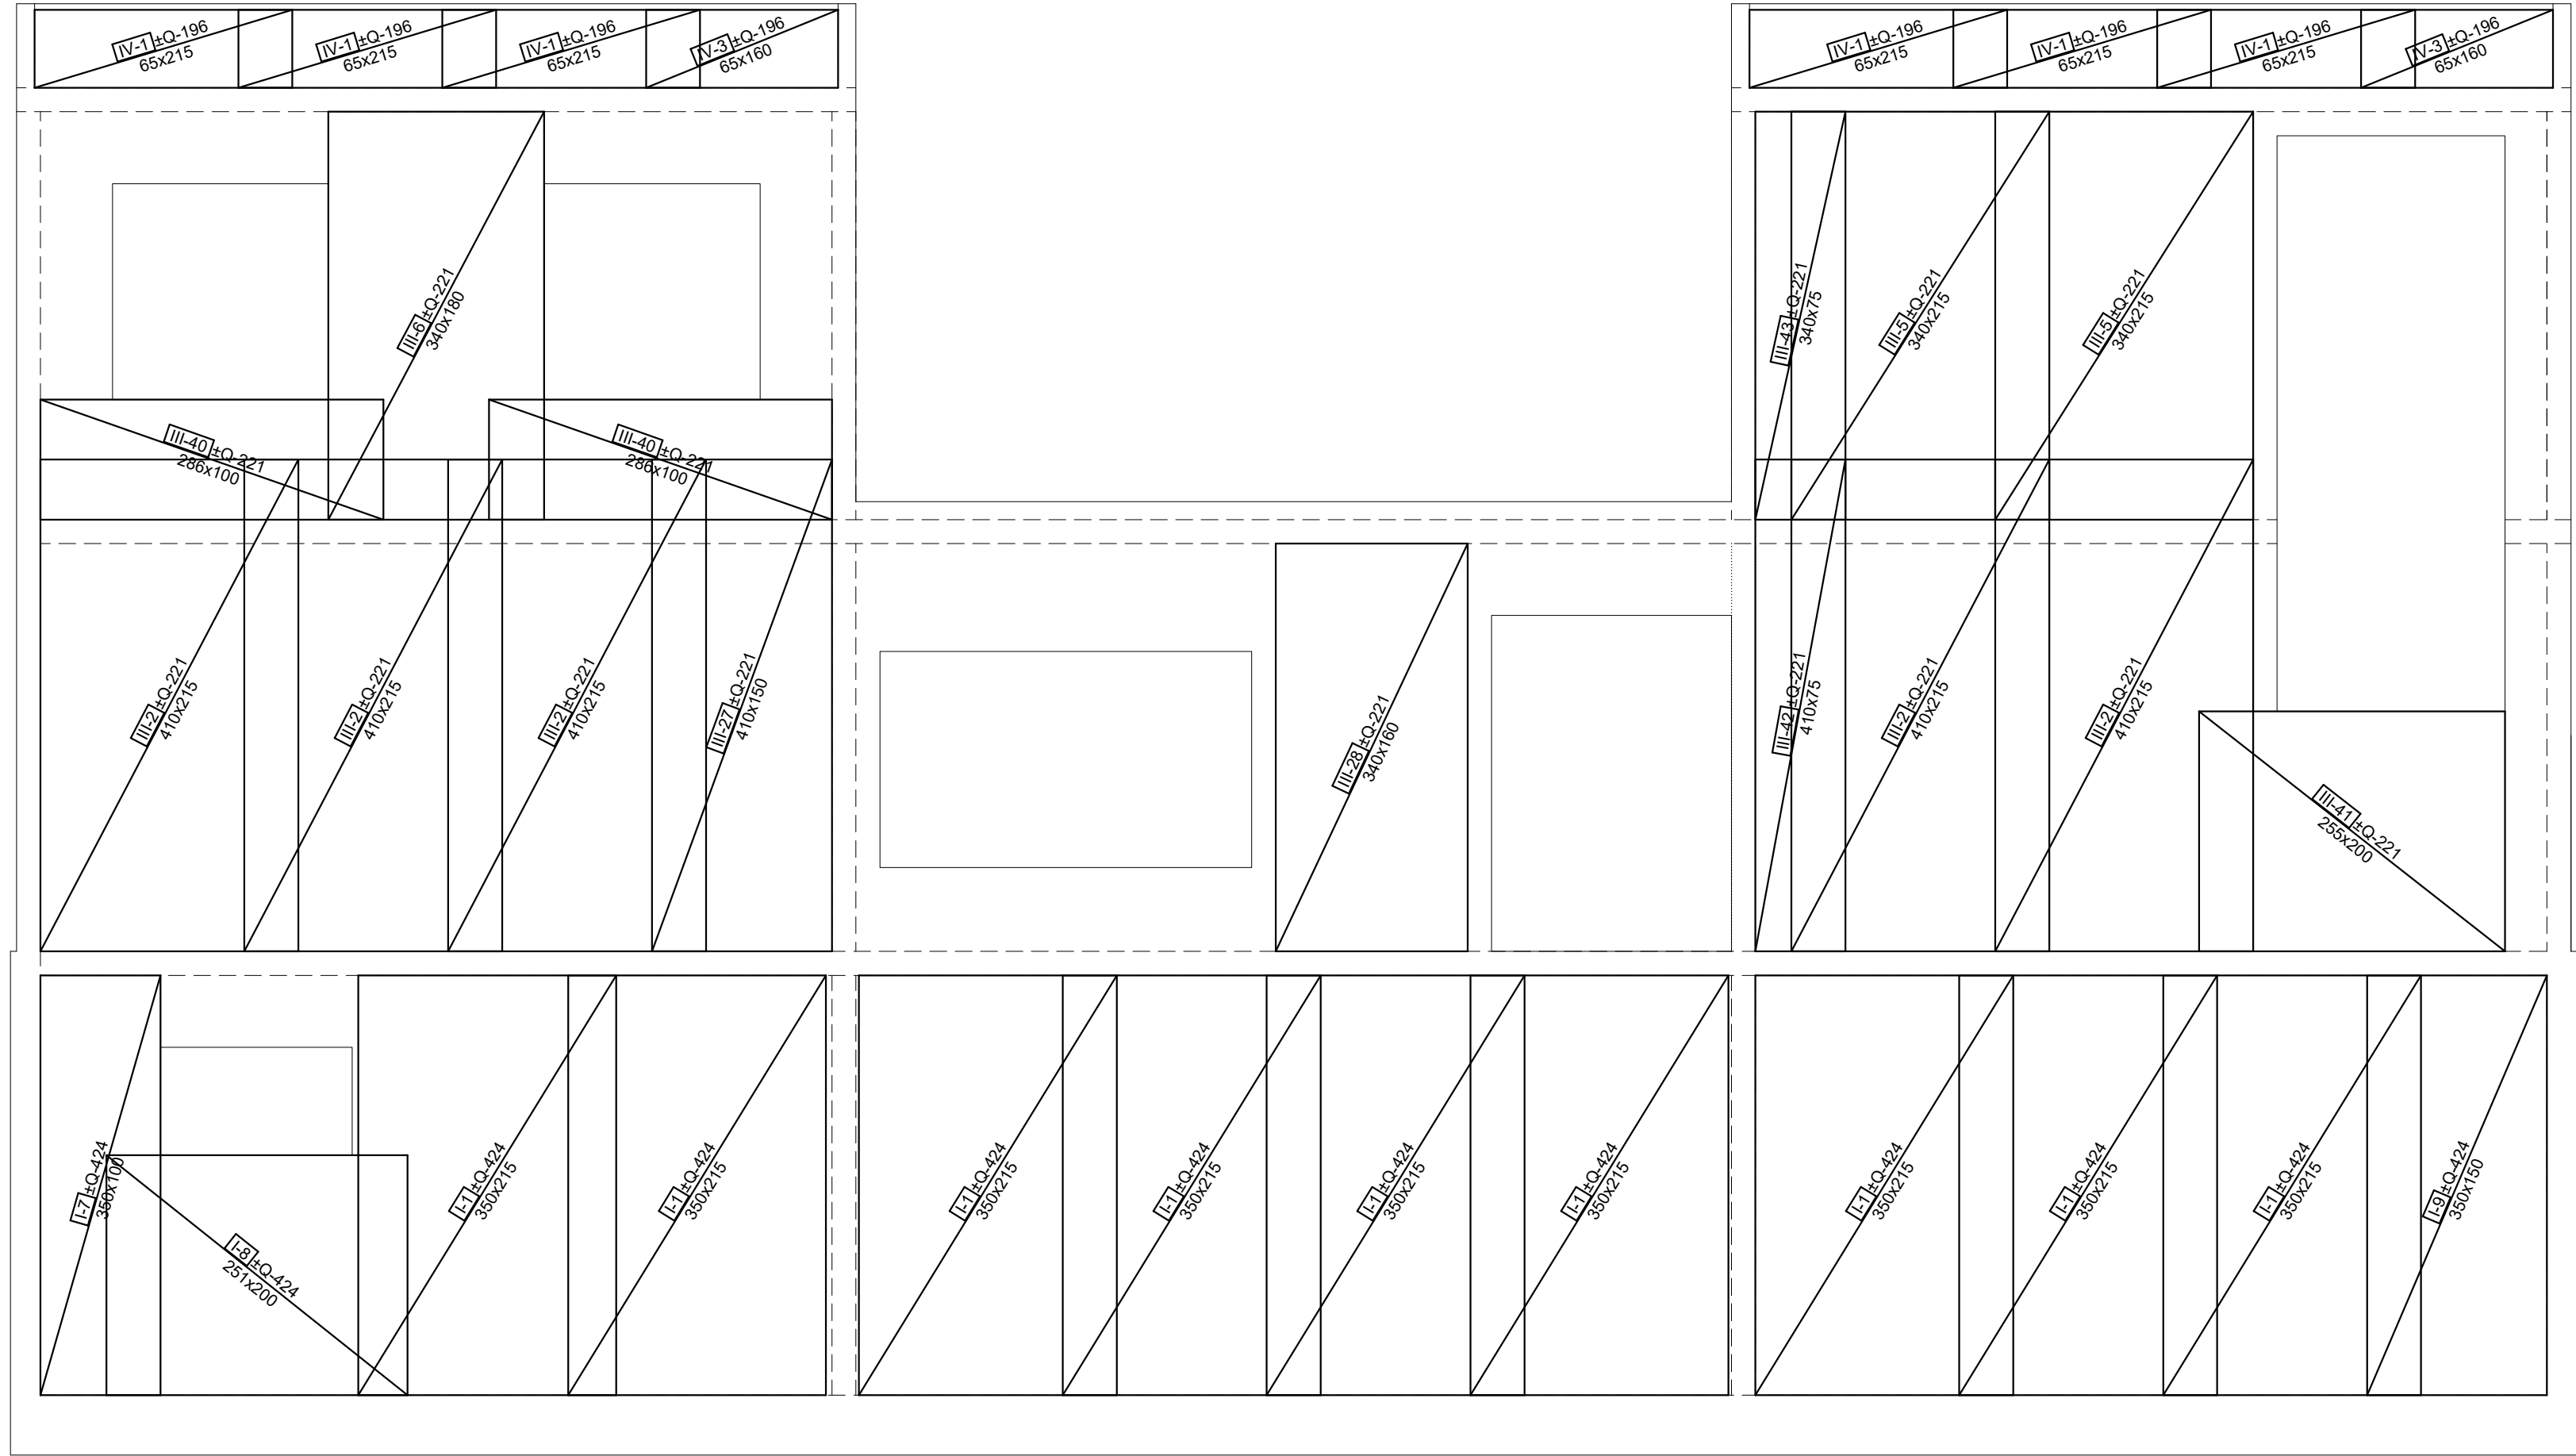 IV-1 ±Q-196
65x215
IV-1 ±Q-196
65x215
IV-1 ±Q-196
65x215
IV-3 ±Q-196
65x160
IV-1 ±Q-196
65x215
IV-1 ±Q-196
65x215
IV-1 ±Q-196
65x215
IV-3 ±Q-196
65x160
III-6 ±Q-221
340x180
III-43 ±Q-221
340x75
III-5 ±Q-221
340x215
III-5 ±Q-221
340x215
III-40 ±Q-221
286x100
III-40 ±Q-221
286x100
III-2 ±Q-221
410x215
III-2 ±Q-221
410x215
III-2 ±Q-221
410x215
III-27 ±Q-221
410x150
III-28 ±Q-221
340x160
III-42 ±Q-221
410x75
III-2 ±Q-221
410x215
III-2 ±Q-221
410x215
III-41 ±Q-221
255x200
I-7 ±Q-424
350x100
I-8 ±Q-424
251x200
I-1 ±Q-424
350x215
I-1 ±Q-424
350x215
I-1 ±Q-424
350x215
I-1 ±Q-424
350x215
I-1 ±Q-424
350x215
I-1 ±Q-424
350x215
I-1 ±Q-424
350x215
I-1 ±Q-424
350x215
I-1 ±Q-424
350x215
I-9 ±Q-424
350x150